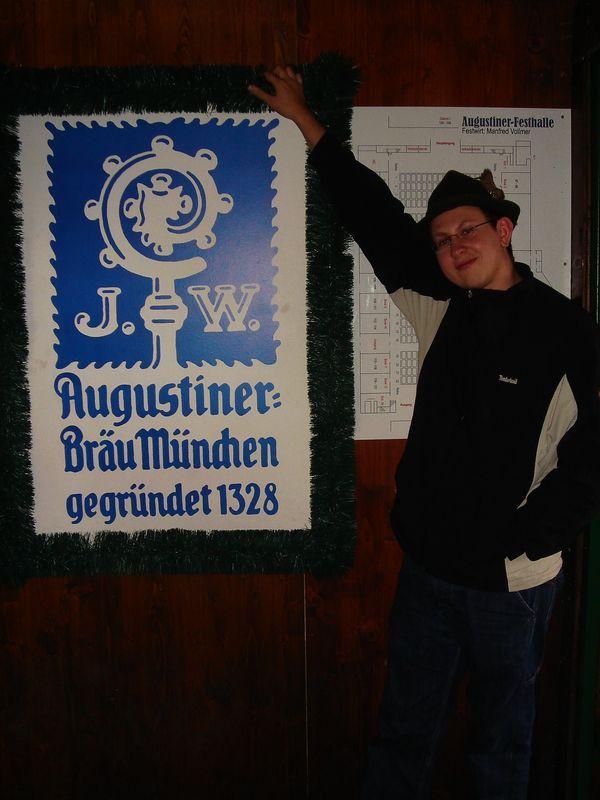 J. W.
Augustiner-
Bräu München
gegründet 1328
Augustiner-Festhalle
Festwirt: Manfred Vollmer
Timberland